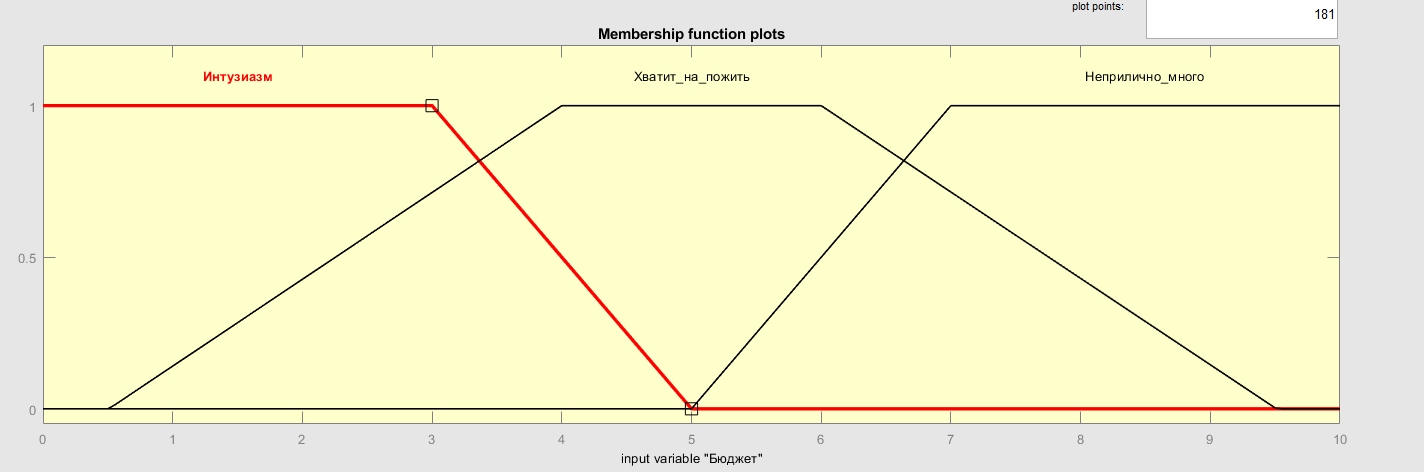 plot points:
181
Membership function plots
Интузиазм
Хватит_на_пожить
Неприлично_много
1
0.5
0
0 1 2 3 4 5 6 7 8 9 10
input variable "Бюджет"